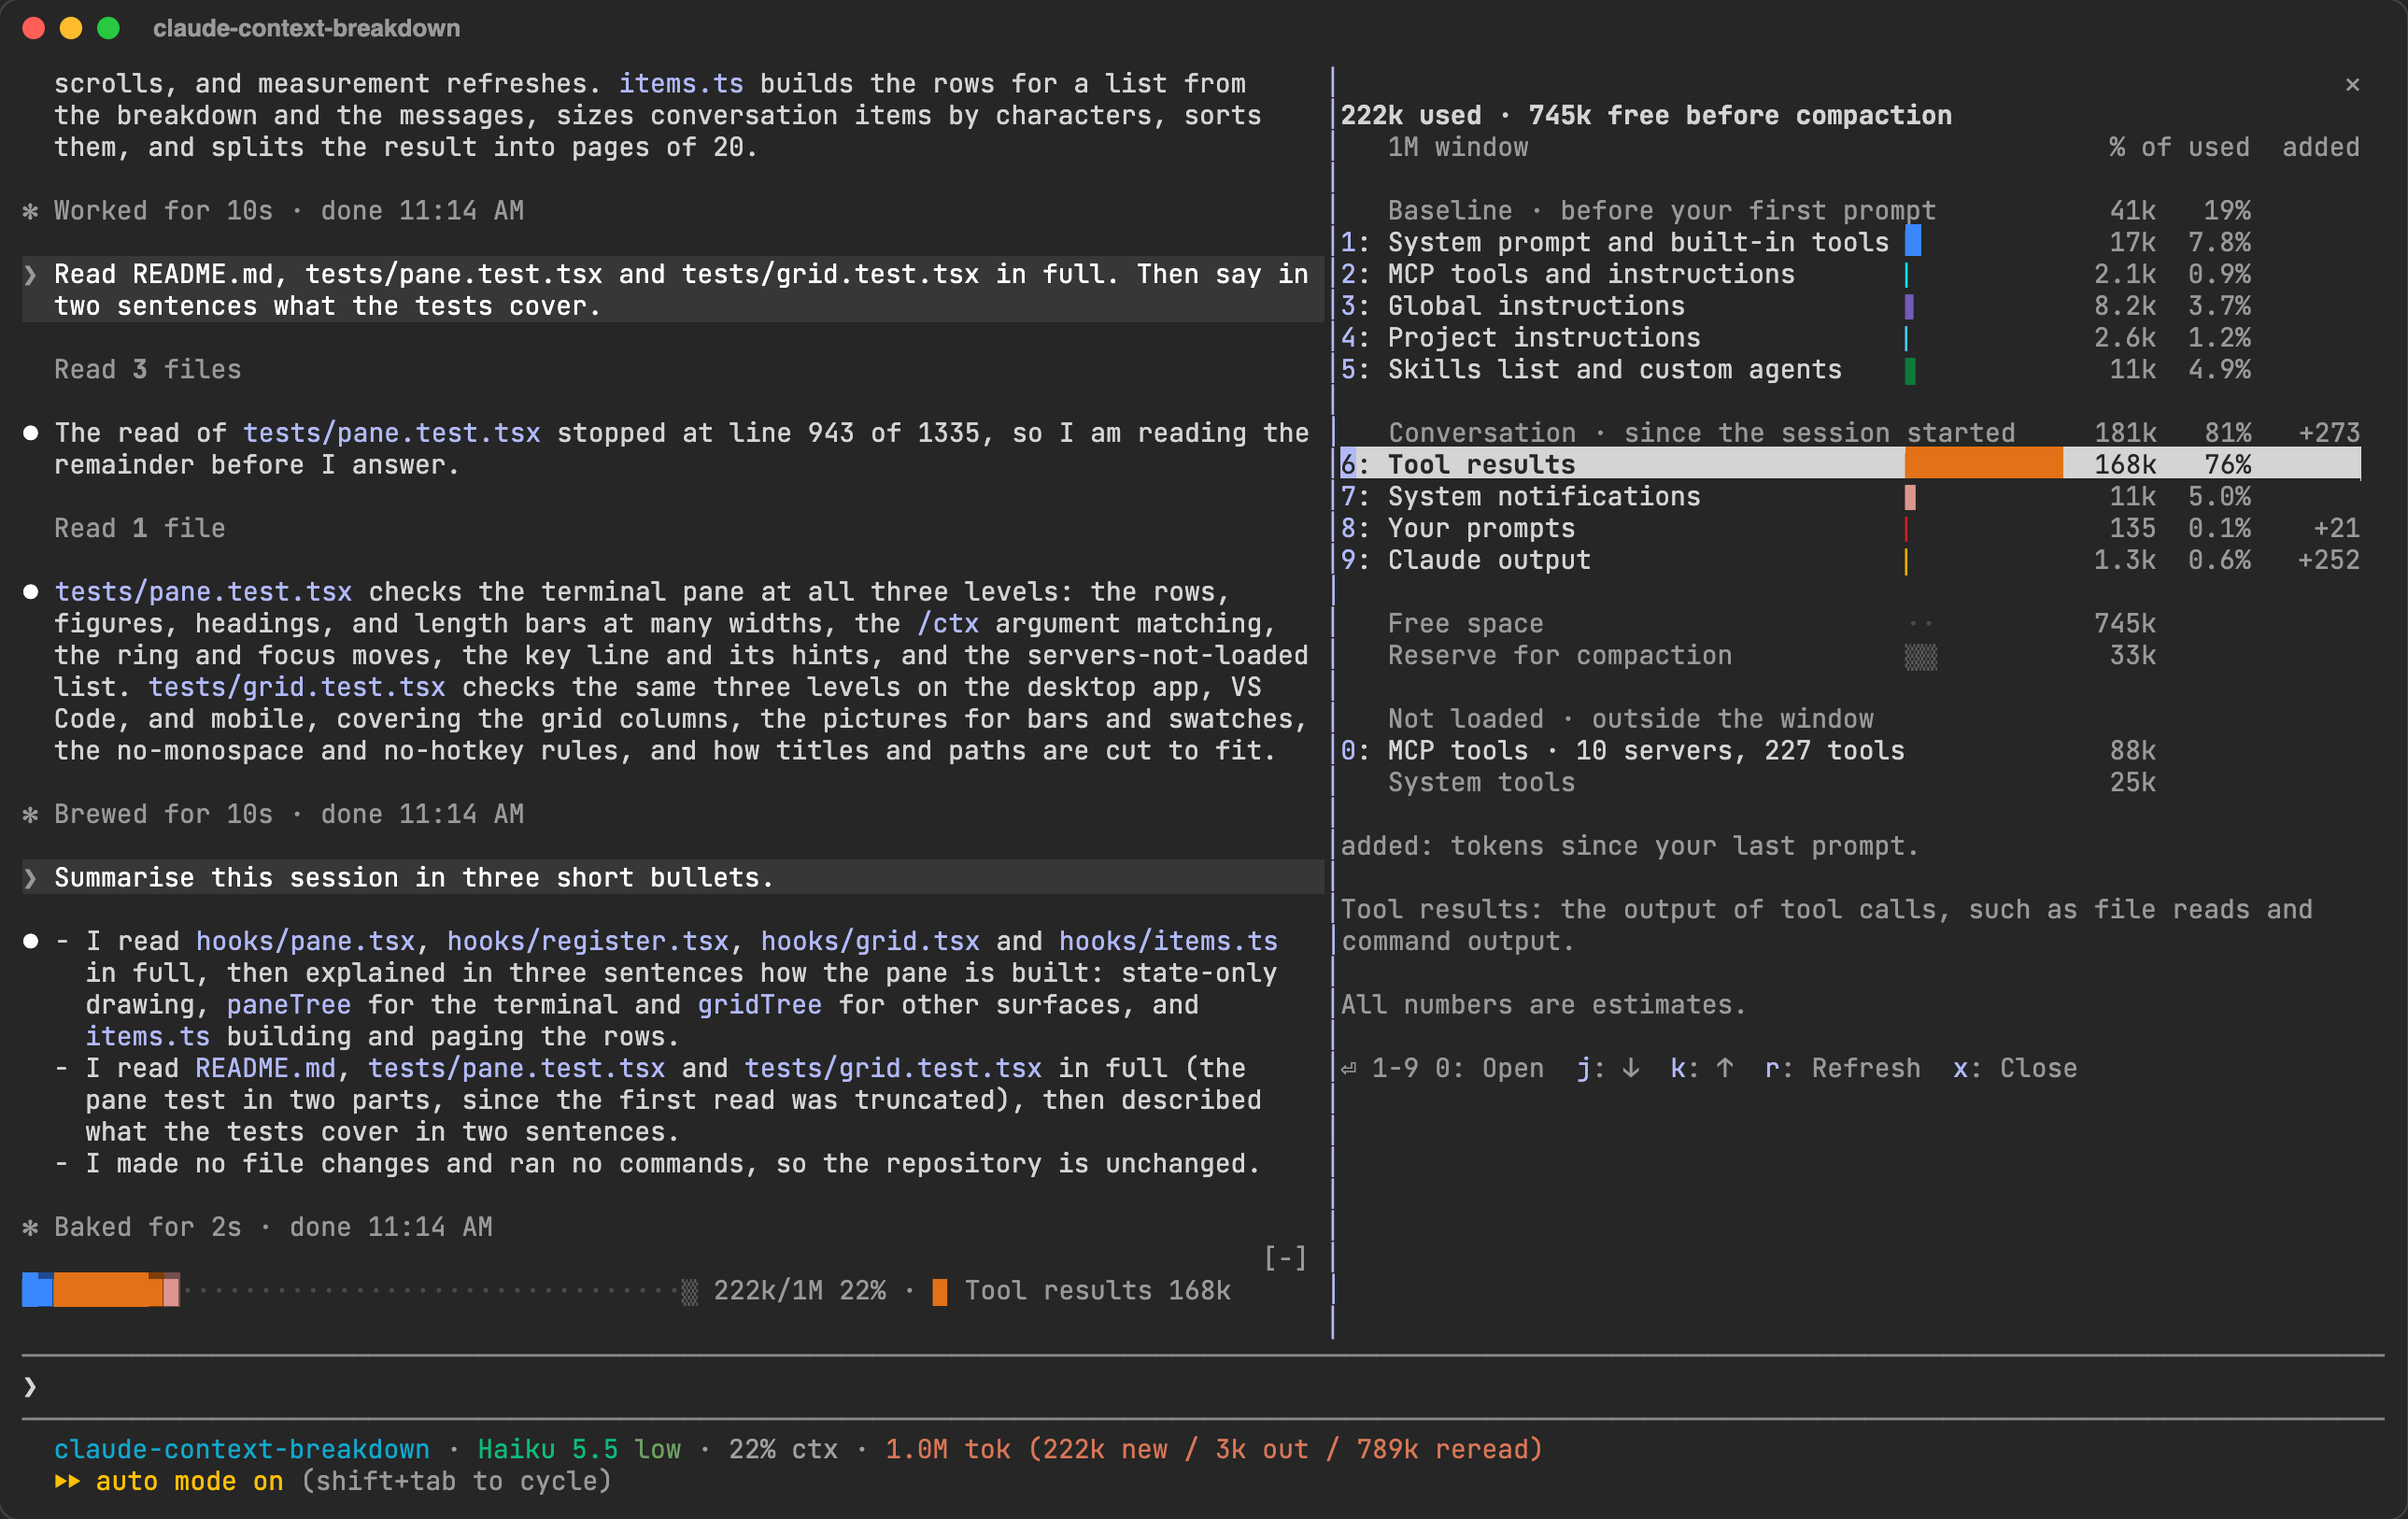 claude-context-breakdown
scrolls, and measurement refreshes. items.ts builds the rows for a list from
the breakdown and the messages, sizes conversation items by characters, sorts
them, and splits the result into pages of 20.
✻ Worked for 10s · done 11:14 AM
❯ Read README.md, tests/pane.test.tsx and tests/grid.test.tsx in full. Then say in
two sentences what the tests cover.
Read 3 files
● The read of tests/pane.test.tsx stopped at line 943 of 1335, so I am reading the
remainder before I answer.
Read 1 file
● tests/pane.test.tsx checks the terminal pane at all three levels: the rows,
figures, headings, and length bars at many widths, the /ctx argument matching,
the ring and focus moves, the key line and its hints, and the servers-not-loaded
list. tests/grid.test.tsx checks the same three levels on the desktop app, VS
Code, and mobile, covering the grid columns, the pictures for bars and swatches,
the no-monospace and no-hotkey rules, and how titles and paths are cut to fit.
✻ Brewed for 10s · done 11:14 AM
❯ Summarise this session in three short bullets.
● - I read hooks/pane.tsx, hooks/register.tsx, hooks/grid.tsx and hooks/items.ts
in full, then explained in three sentences how the pane is built: state-only
drawing, paneTree for the terminal and gridTree for other surfaces, and
items.ts building and paging the rows.
- I read README.md, tests/pane.test.tsx and tests/grid.test.tsx in full (the
pane test in two parts, since the first read was truncated), then described
what the tests cover in two sentences.
- I made no file changes and ran no commands, so the repository is unchanged.
✻ Baked for 2s · done 11:14 AM
[-]
222k/1M 22% · Tool results 168k
×
222k used · 745k free before compaction
1M window % of used added
Baseline · before your first prompt 41k 19%
1: System prompt and built-in tools 17k 7.8%
2: MCP tools and instructions 2.1k 0.9%
3: Global instructions 8.2k 3.7%
4: Project instructions 2.6k 1.2%
5: Skills list and custom agents 11k 4.9%
Conversation · since the session started 181k 81% +273
6: Tool results 168k 76%
7: System notifications 11k 5.0%
8: Your prompts 135 0.1% +21
9: Claude output 1.3k 0.6% +252
Free space 745k
Reserve for compaction 33k
Not loaded · outside the window
0: MCP tools · 10 servers, 227 tools 88k
System tools 25k
added: tokens since your last prompt.
Tool results: the output of tool calls, such as file reads and
command output.
All numbers are estimates.
⏎ 1-9 0: Open j: ↓ k: ↑ r: Refresh x: Close
❯
claude-context-breakdown · Haiku 5.5 low · 22% ctx · 1.0M tok (222k new / 3k out / 789k reread)
⏵⏵ auto mode on (shift+tab to cycle)